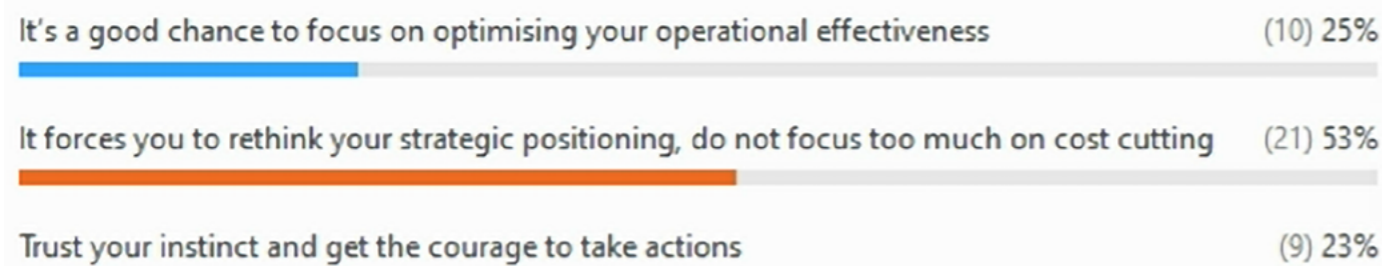 It's a good chance to focus on optimising your operational effectiveness (10) 25%
It forces you to rethink your strategic positioning, do not focus too much on cost cutting (21) 53%
Trust your instinct and get the courage to take actions (9) 23%